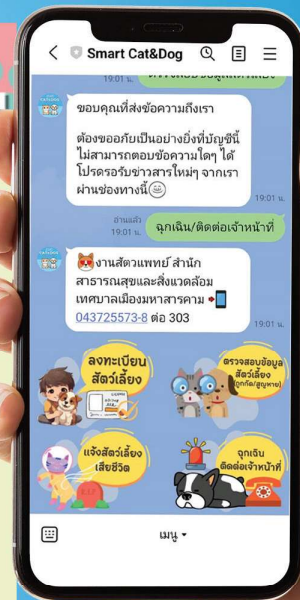 Smart Cat&Dog
19:01 น.
ขอบคุณที่ส่งข้อความถึงเรา
ต้องขออภัยเป็นอย่างยิ่งที่บัญชีนี้
ไม่สามารถตอบข้อความใดๆ ได้
โปรดรอรับข่าวสารใหม่ๆ จากเรา
ผ่านช่องทางนี้
19:01 น.
อ่านแล้ว
19:01 น.
ฉุกเฉิน/ติดต่อเจ้าหน้าที่
งานสัตวแพทย์ สำนัก
สาธารณสุขและสิ่งแวดล้อม
เทศบาลเมืองมหาสารคาม
043725573-8 ต่อ 303
19:01 น.
ลงทะเบียน
สัตว์เลี้ยง
ตรวจสอบข้อมูล
สัตว์เลี้ยง
(ถูกกัด/สูญหาย)
แจ้งสัตว์เลี้ยง
เสียชีวิต
R.I.P
ฉุกเฉิน
ติดต่อเจ้าหน้าที่
เมนู